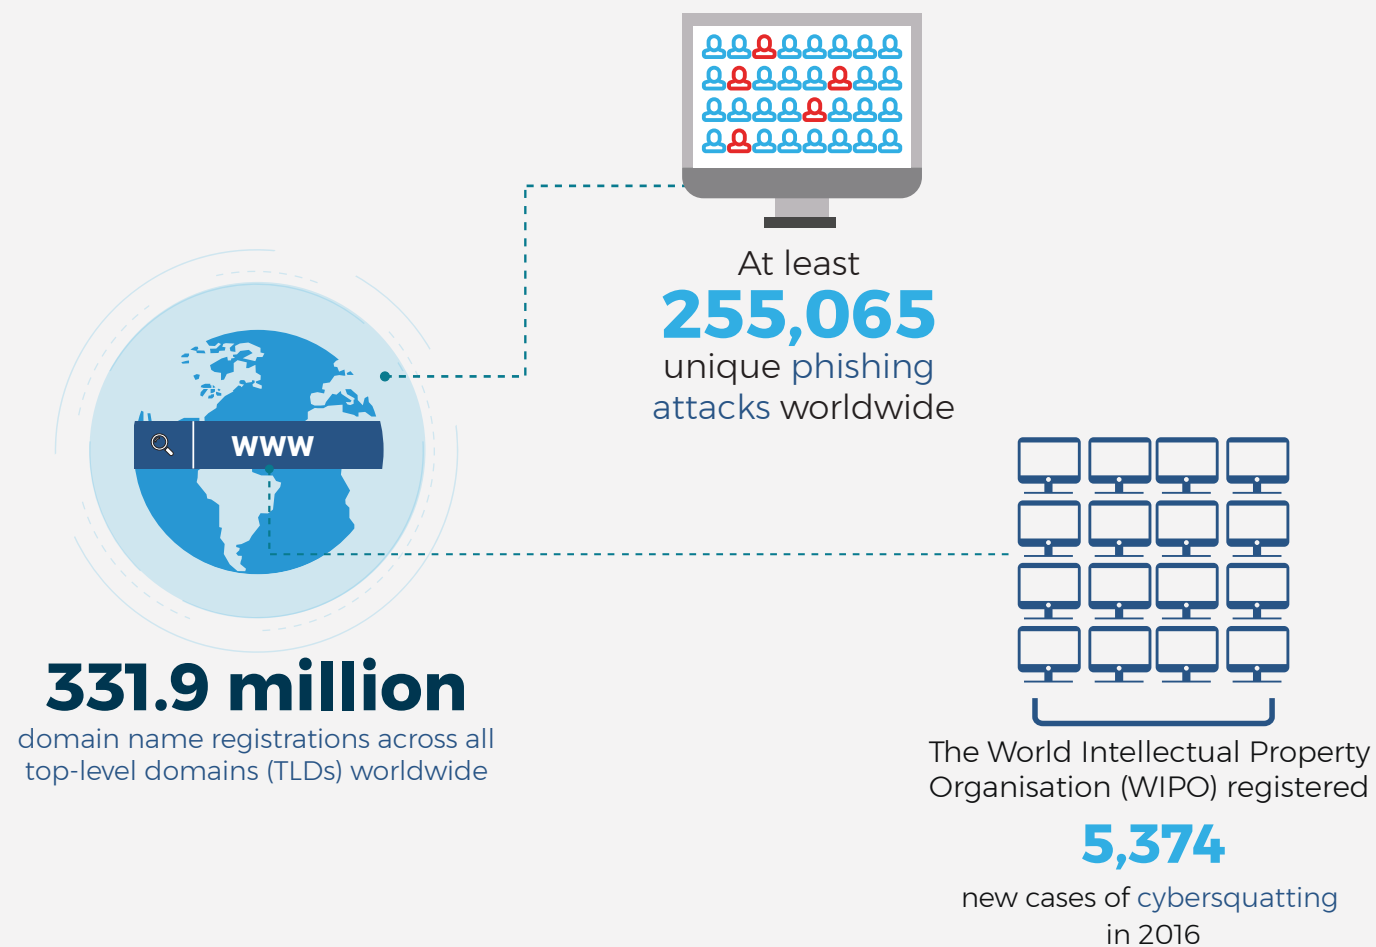 At least
255,065
unique phishing
attacks worldwide
www
331.9 million
domain name registrations across all
top-level domains (TLDs) worldwide
The World Intellectual Property
Organisation (WIPO) registered
5,374
new cases of cybersquatting
in 2016